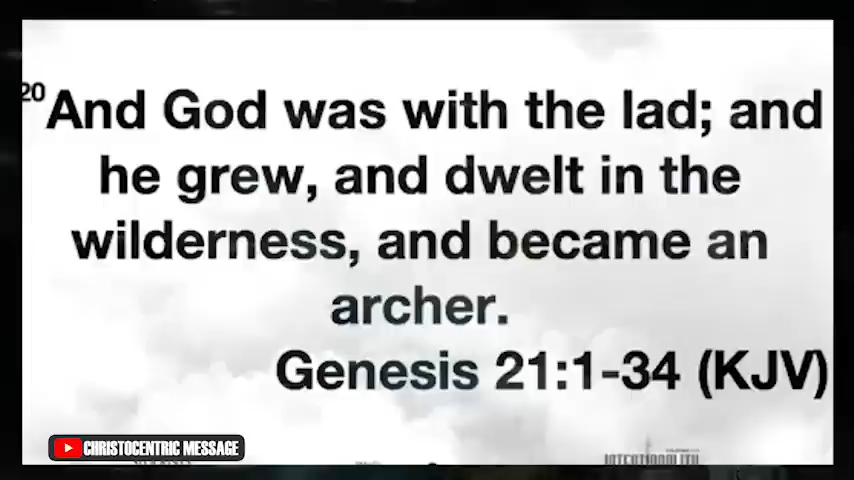 20 And God was with the lad; and
he grew, and dwelt in the
wilderness, and became an
archer.
Genesis 21:1-34 (KJV)
CHRISTOCENTRIC MESSAGE
INTENTIONALITY